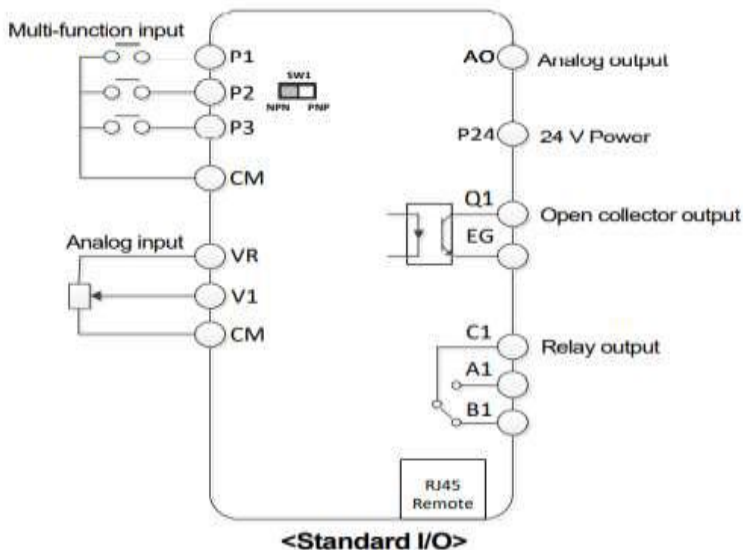 Multi-function input
P1
P2
P3
CM
SW1
NPN PNP
Analog input
VR
V1
CM
AO Analog output
P24 24 V Power
Q1 Open collector output
EG
C1 Relay output
A1
B1
RJ45
Remote
<Standard I/O>